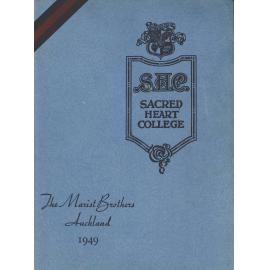 SHC
SACRED
HEART
COLLEGE
The Marist Brothers
Auckland
1949